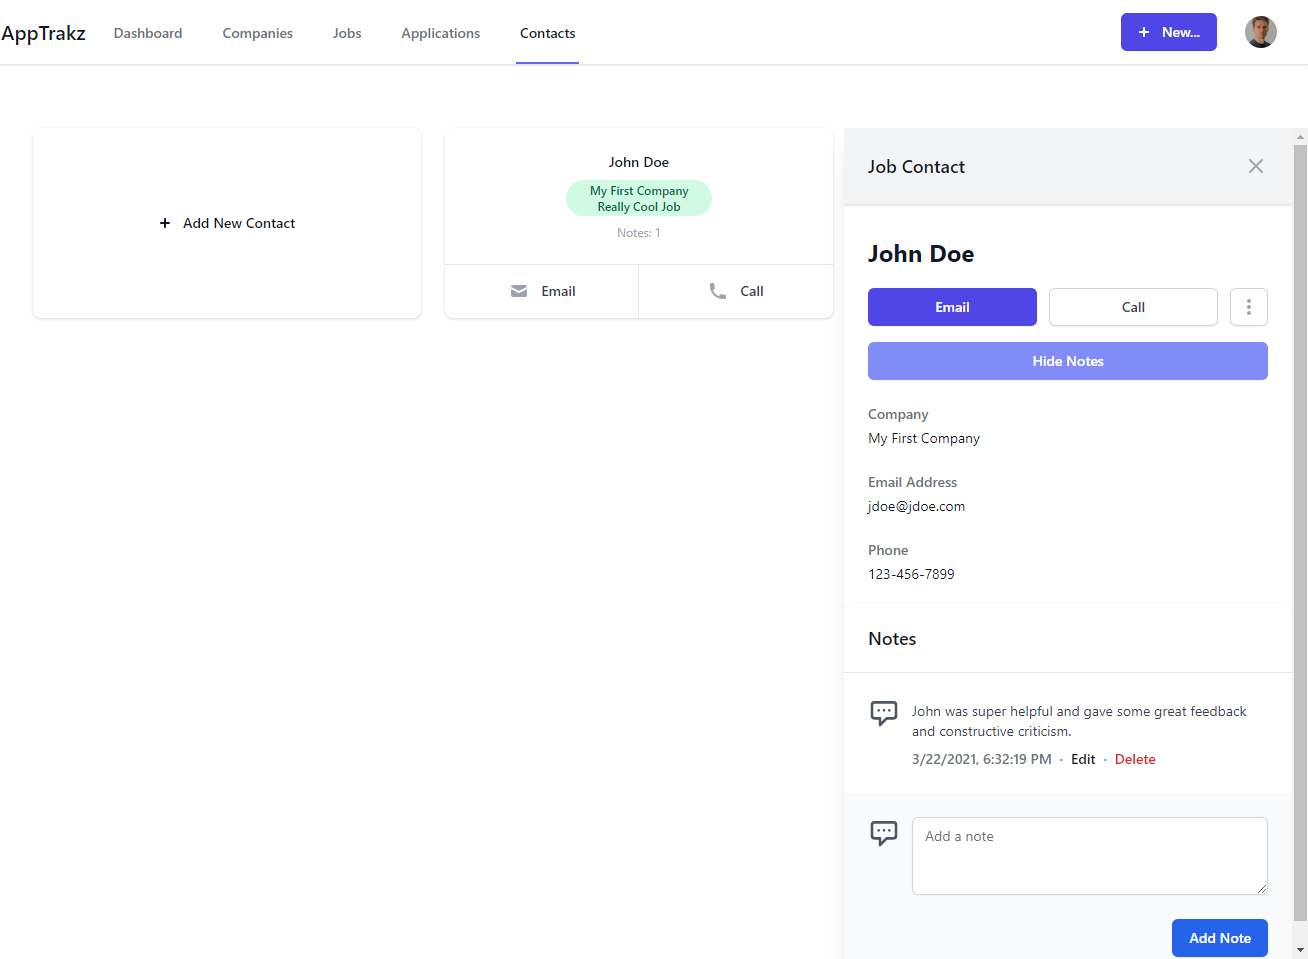 AppTrakz
Dashboard
Companies
Jobs
Applications
Contacts
+ New...
+ Add New Contact
John Doe
My First Company
Really Cool Job
Notes: 1
Email
Call
Job Contact
John Doe
Email
Call
Hide Notes
Company
My First Company
Email Address
jdoe@jdoe.com
Phone
123-456-7899
Notes
John was super helpful and gave some great feedback
and constructive criticism.
3/22/2021, 6:32:19 PM · Edit · Delete
Add a note
Add Note